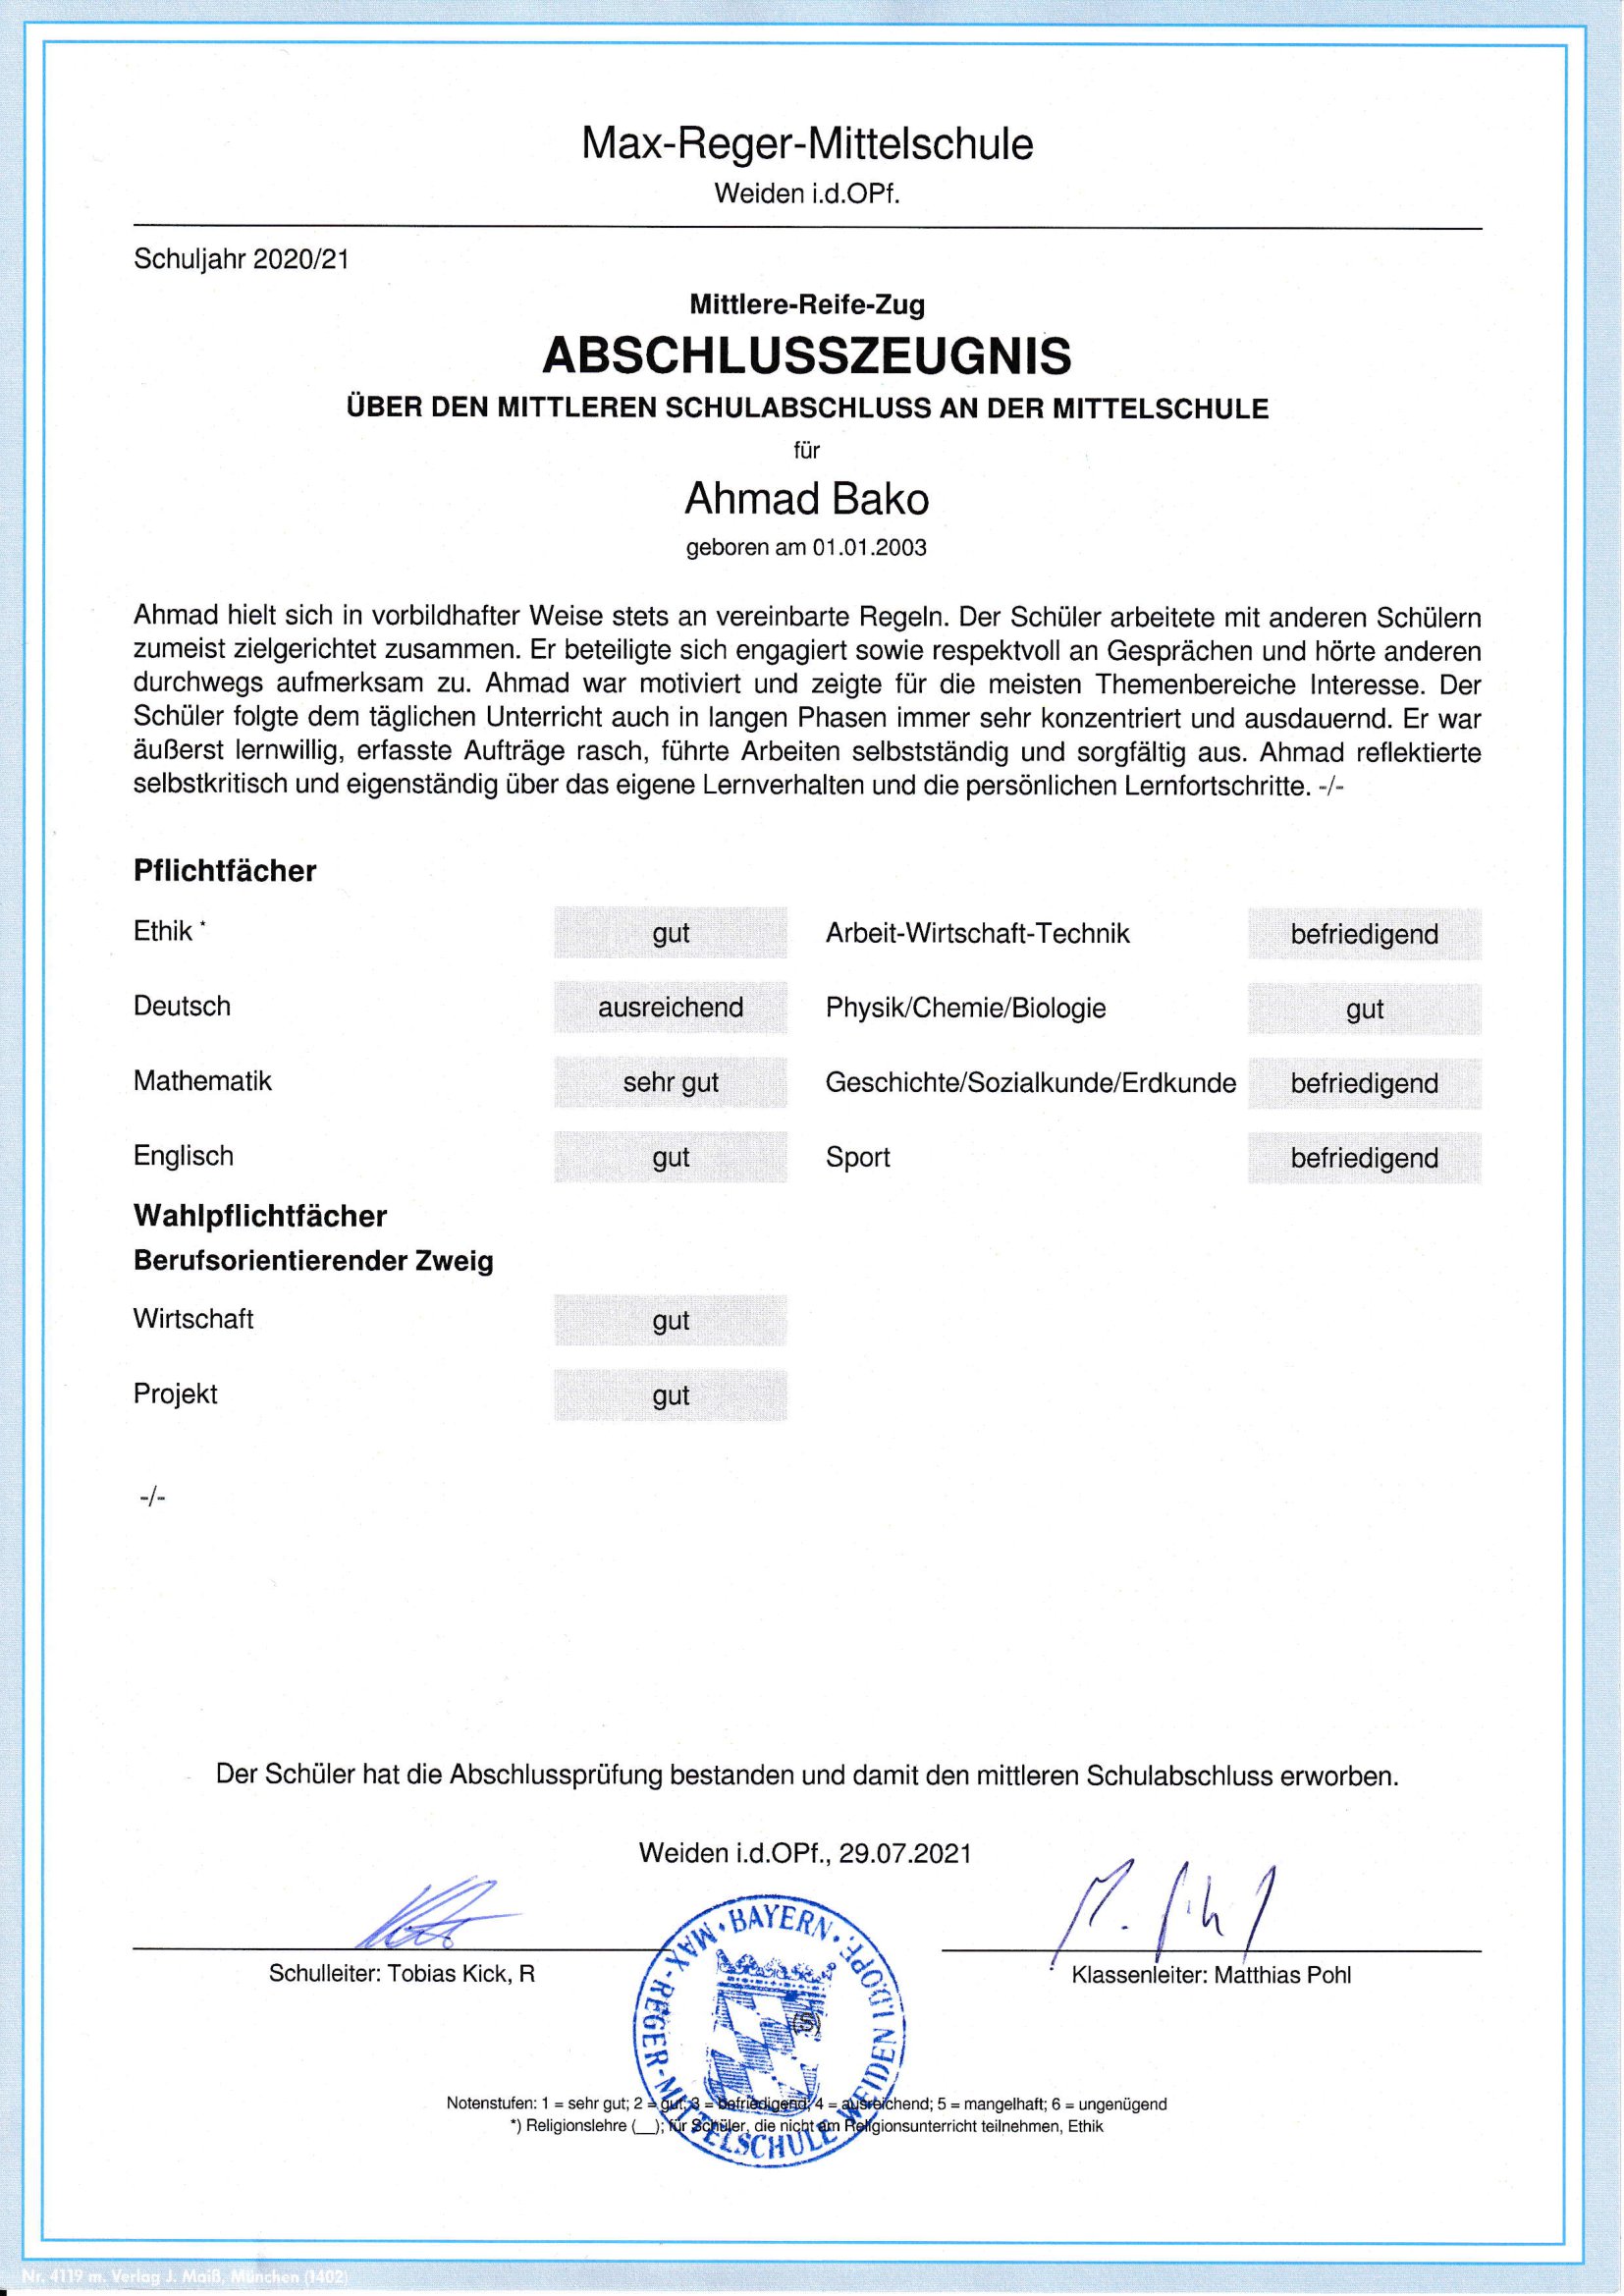 Max-Reger-Mittelschule
Weiden i.d.OPf.
Schuljahr 2020/21
Mittlere-Reife-Zug
ABSCHLUSSZEUGNIS
ÜBER DEN MITTLEREN SCHULABSCHLUSS AN DER MITTELSCHULE
für
Ahmad Bako
geboren am 01.01.2003
Ahmad hielt sich in vorbildhafter Weise stets an vereinbarte Regeln. Der Schüler arbeitete mit anderen Schülern
zumeist zielgerichtet zusammen. Er beteiligte sich engagiert sowie respektvoll an Gesprächen und hörte anderen
durchwegs aufmerksam zu. Ahmad war motiviert und zeigte für die meisten Themenbereiche Interesse. Der
Schüler folgte dem täglichen Unterricht auch in langen Phasen immer sehr konzentriert und ausdauernd. Er war
äußerst lernwillig, erfasste Aufträge rasch, führte Arbeiten selbstständig und sorgfältig aus. Ahmad reflektierte
selbstkritisch und eigenständig über das eigene Lernverhalten und die persönlichen Lernfortschritte. -/-
Pflichtfächer
Ethik * gut Arbeit-Wirtschaft-Technik befriedigend
Deutsch ausreichend Physik/Chemie/Biologie gut
Mathematik sehr gut Geschichte/Sozialkunde/Erdkunde befriedigend
Englisch gut Sport befriedigend
Wahlpflichtfächer
Berufsorientierender Zweig
Wirtschaft gut
Projekt gut
-/-
Der Schüler hat die Abschlussprüfung bestanden und damit den mittleren Schulabschluss erworben.
Weiden i.d.OPf., 29.07.2021
Schulleiter: Tobias Kick, R
Klassenleiter: Matthias Pohl
BAYERN
MAX-REGER-MITTELSCHULE WEIDEN I.D.OPF.
(S)
Notenstufen: 1 = sehr gut; 2 = gut; 3 = befriedigend; 4 = ausreichend; 5 = mangelhaft; 6 = ungenügend
*) Religionslehre (__); für Schüler, die nicht am Religionsunterricht teilnehmen, Ethik
Nr. 4119 m. Verlag J. Maiß, München (1402)